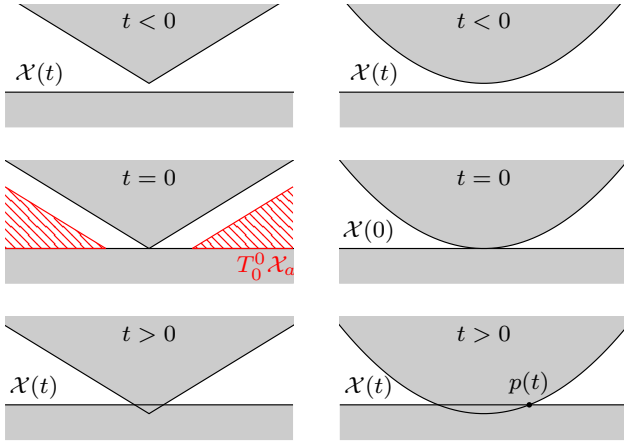 t < 0
t < 0
𝒳(t)
𝒳(t)
t = 0
t = 0
𝒳(0)
T₀⁰𝒳ₐ
t > 0
t > 0
𝒳(t)
𝒳(t)
p(t)